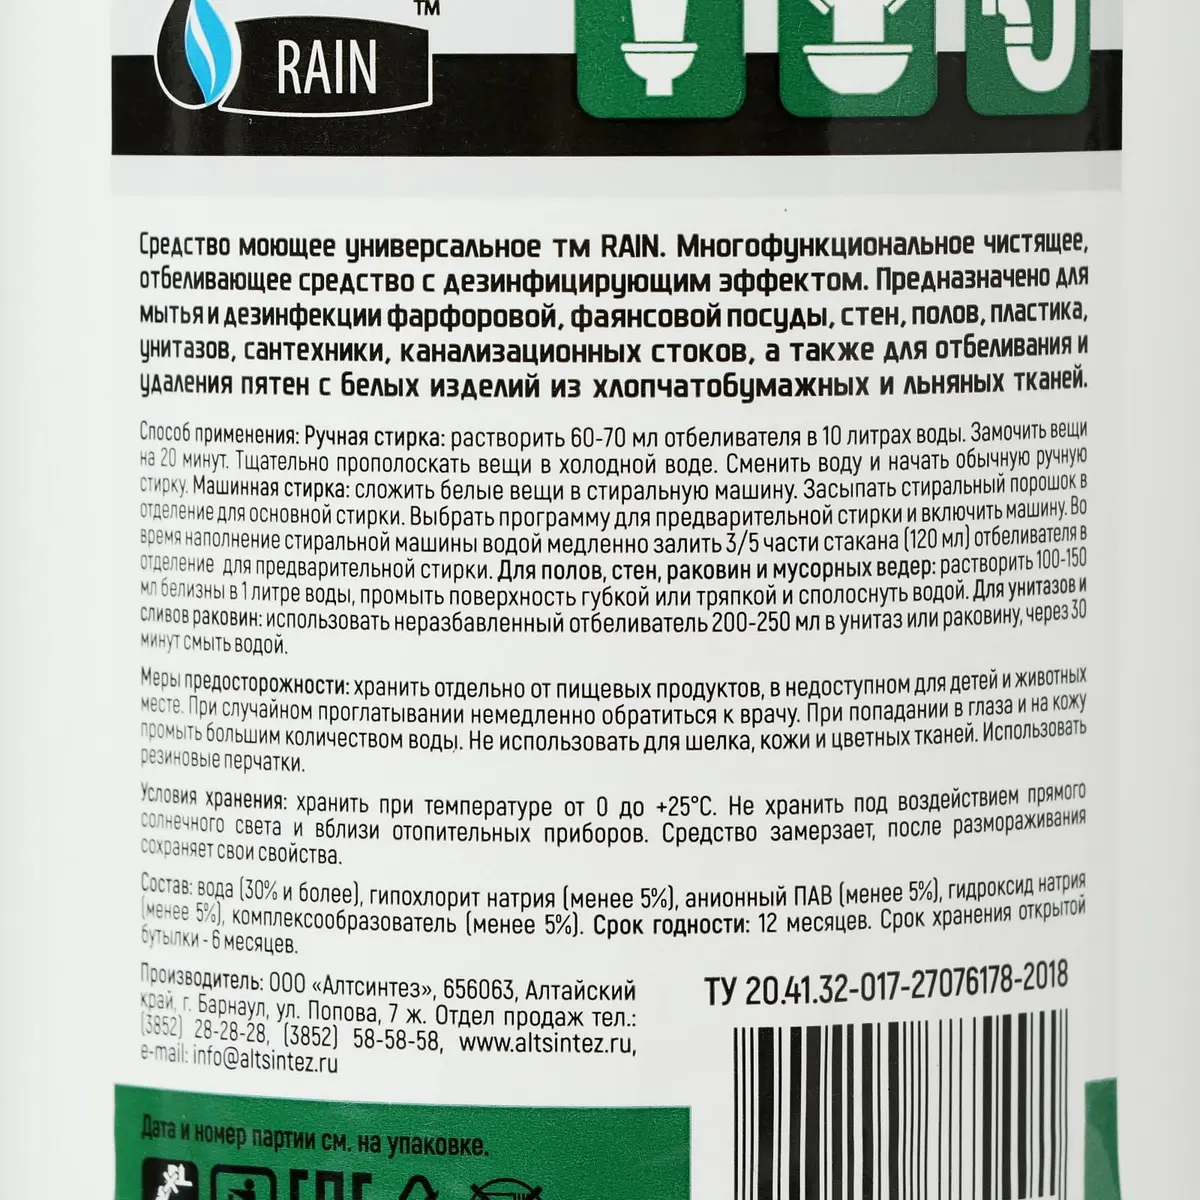 TM
RAIN
Средство моющее универсальное тм RAIN. Многофункциональное чистящее,
отбеливающее средство с дезинфицирующим эффектом. Предназначено для
мытья и дезинфекции фарфоровой, фаянсовой посуды, стен, полов, пластика,
унитазов, сантехники, канализационных стоков, а также для отбеливания и
удаления пятен с белых изделий из хлопчатобумажных и льняных тканей.
Способ применения: Ручная стирка: растворить 60-70 мл отбеливателя в 10 литрах воды. Замочить вещи
на 20 минут. Тщательно прополоскать вещи в холодной воде. Сменить воду и начать обычную ручную
стирку. Машинная стирка: сложить белые вещи в стиральную машину. Засыпать стиральный порошок в
отделение для основной стирки. Выбрать программу для предварительной стирки и включить машину. Во
время наполнение стиральной машины водой медленно залить 3/5 части стакана (120 мл) отбеливателя в
отделение для предварительной стирки. Для полов, стен, раковин и мусорных ведер: растворить 100-150
мл белизны в 1 литре воды, промыть поверхность губкой или тряпкой и сполоснуть водой. Для унитазов и
сливов раковин: использовать неразбавленный отбеливатель 200-250 мл в унитаз или раковину, через 30
минут смыть водой.
Меры предосторожности: хранить отдельно от пищевых продуктов, в недоступном для детей и животных
месте. При случайном проглатывании немедленно обратиться к врачу. При попадании в глаза и на кожу
промыть большим количеством воды. Не использовать для шелка, кожи и цветных тканей. Использовать
резиновые перчатки.
Условия хранения: хранить при температуре от 0 до +25°C. Не хранить под воздействием прямого
солнечного света и вблизи отопительных приборов. Средство замерзает, после размораживания
сохраняет свои свойства.
Состав: вода (30% и более), гипохлорит натрия (менее 5%), анионный ПАВ (менее 5%), гидроксид натрия
(менее 5%), комплексообразователь (менее 5%). Срок годности: 12 месяцев. Срок хранения открытой
бутылки - 6 месяцев.
Производитель: ООО «Алтсинтез», 656063, Алтайский
край, г. Барнаул, ул. Попова, 7 ж. Отдел продаж тел.:
(3852) 28-28-28, (3852) 58-58-58, www.altsintez.ru,
e-mail: info@altsintez.ru
ТУ 20.41.32-017-27076178-2018
Дата и номер партии см. на упаковке.